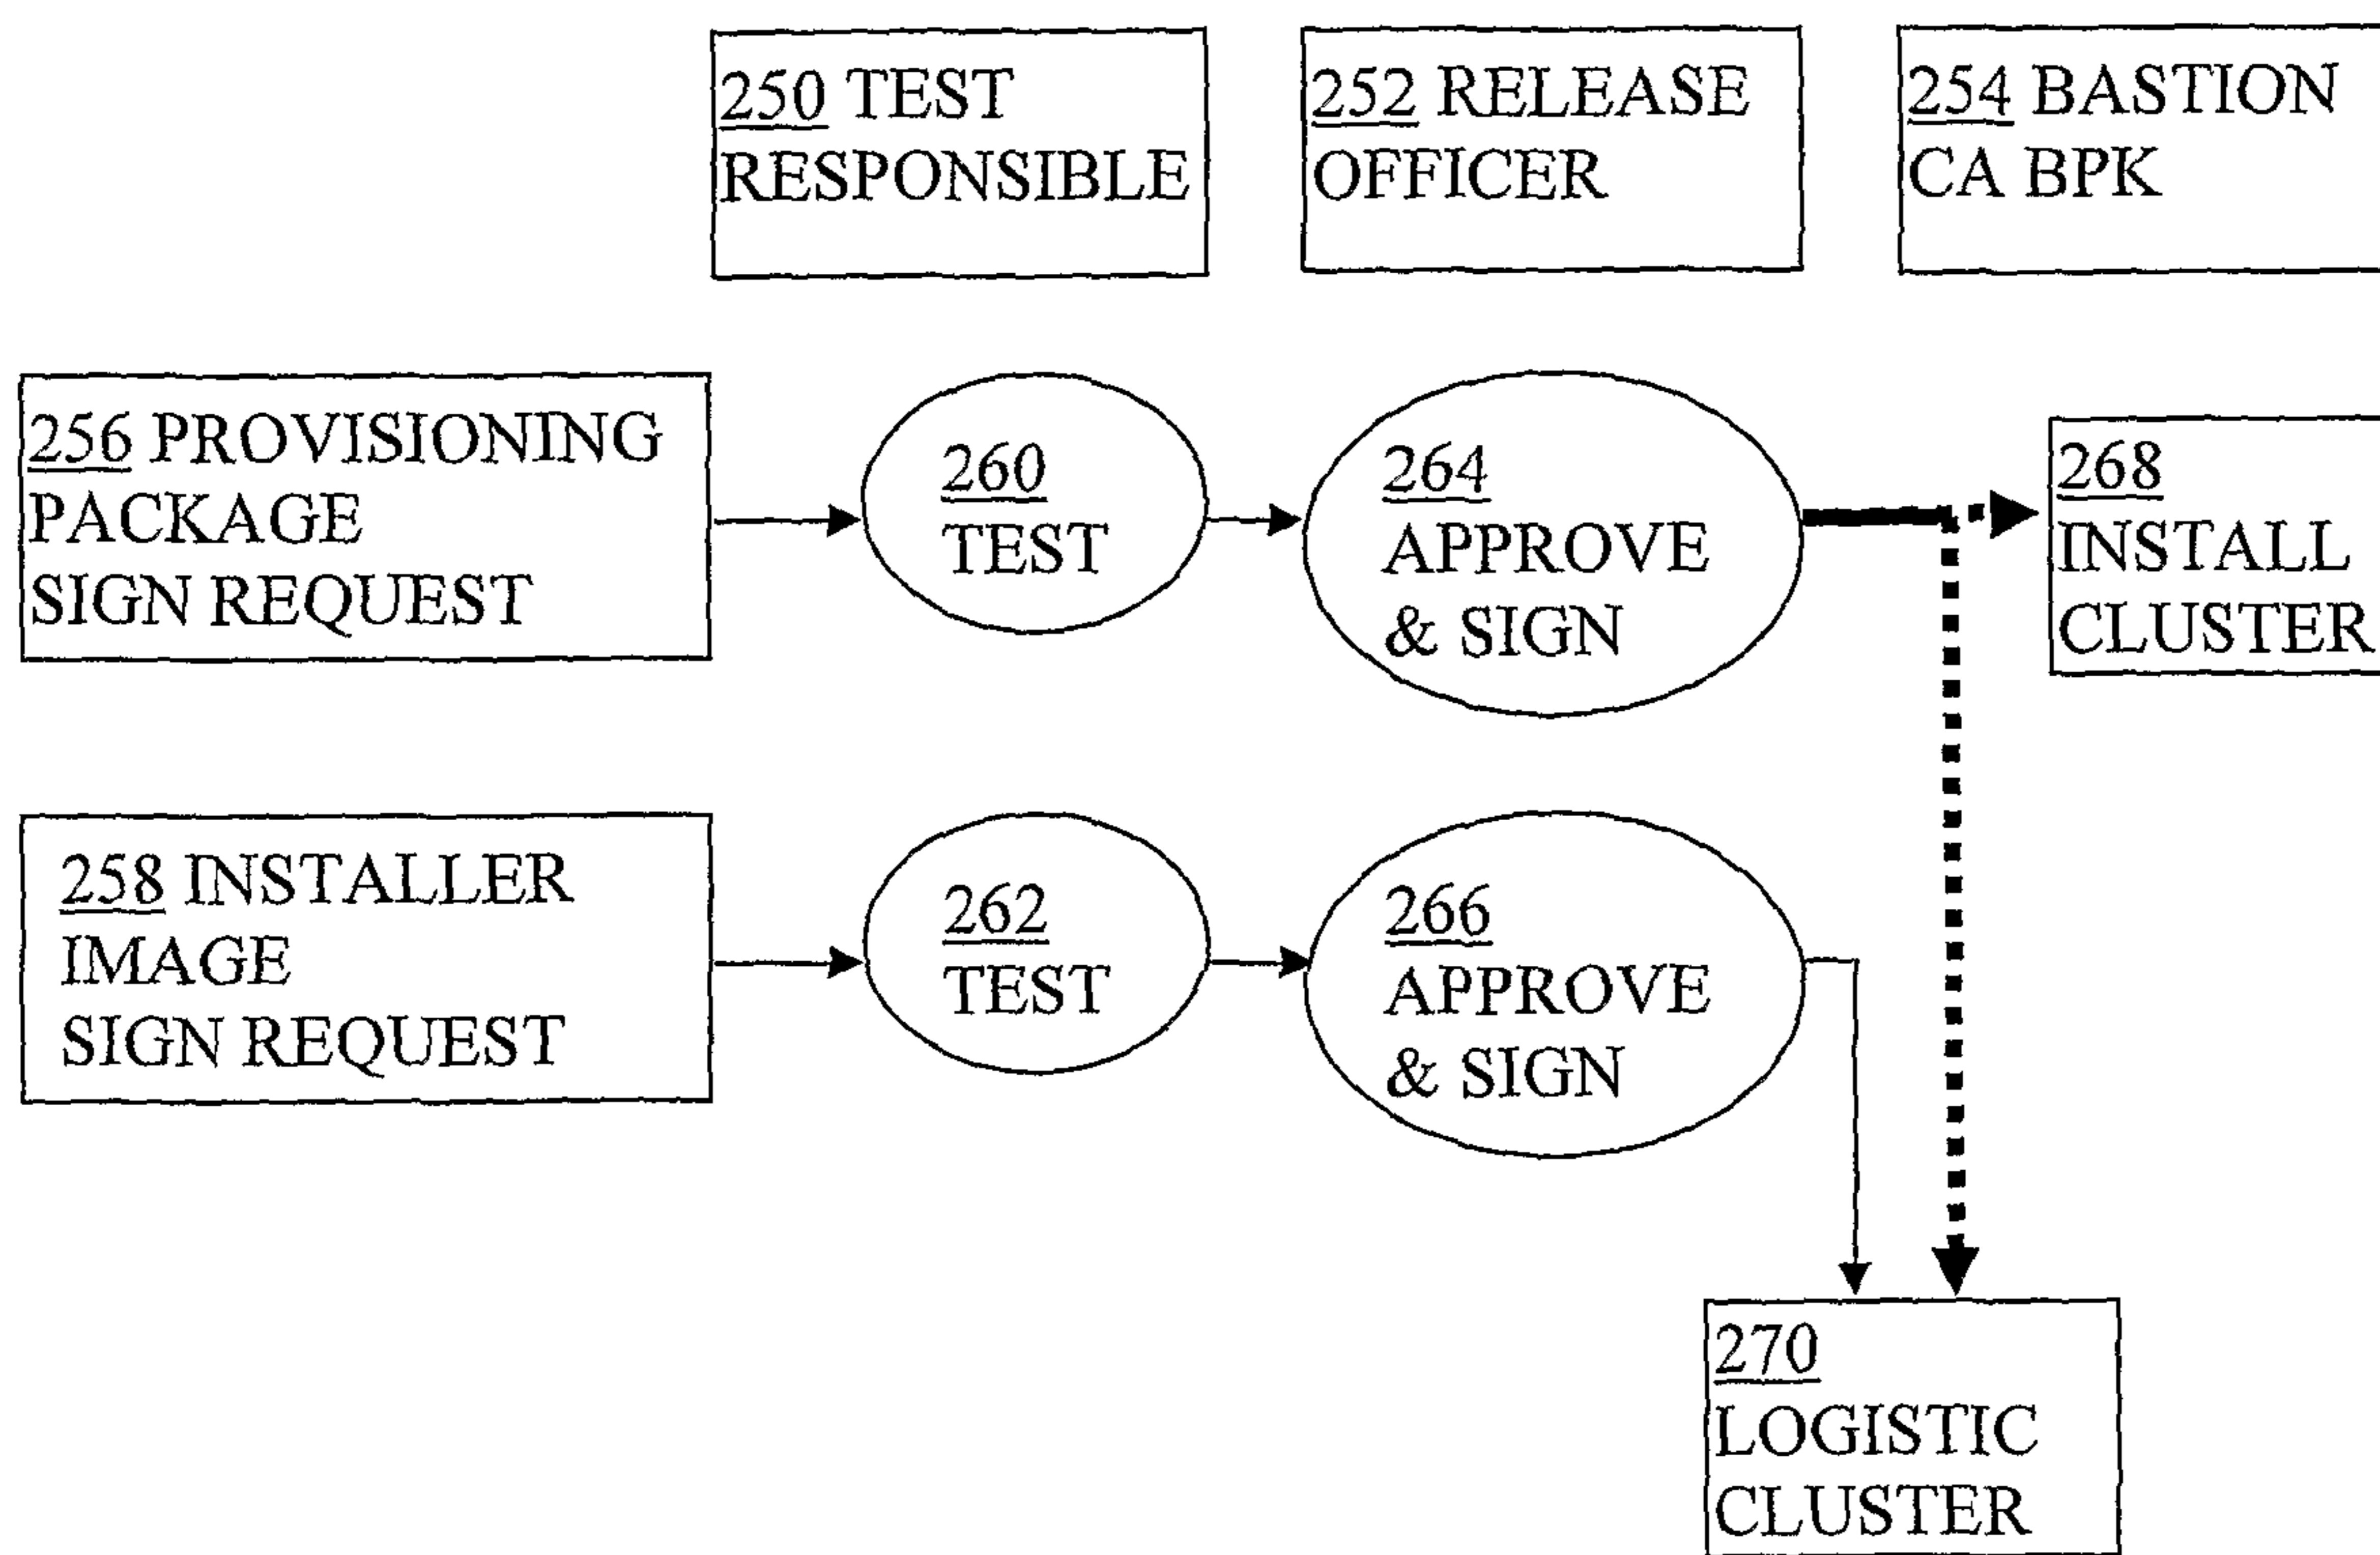 250 TEST
RESPONSIBLE
252 RELEASE
OFFICER
254 BASTION
CA BPK
256 PROVISIONING
PACKAGE
SIGN REQUEST
260
TEST
264
APPROVE
& SIGN
268
INSTALL
CLUSTER
258 INSTALLER
IMAGE
SIGN REQUEST
262
TEST
266
APPROVE
& SIGN
270
LOGISTIC
CLUSTER